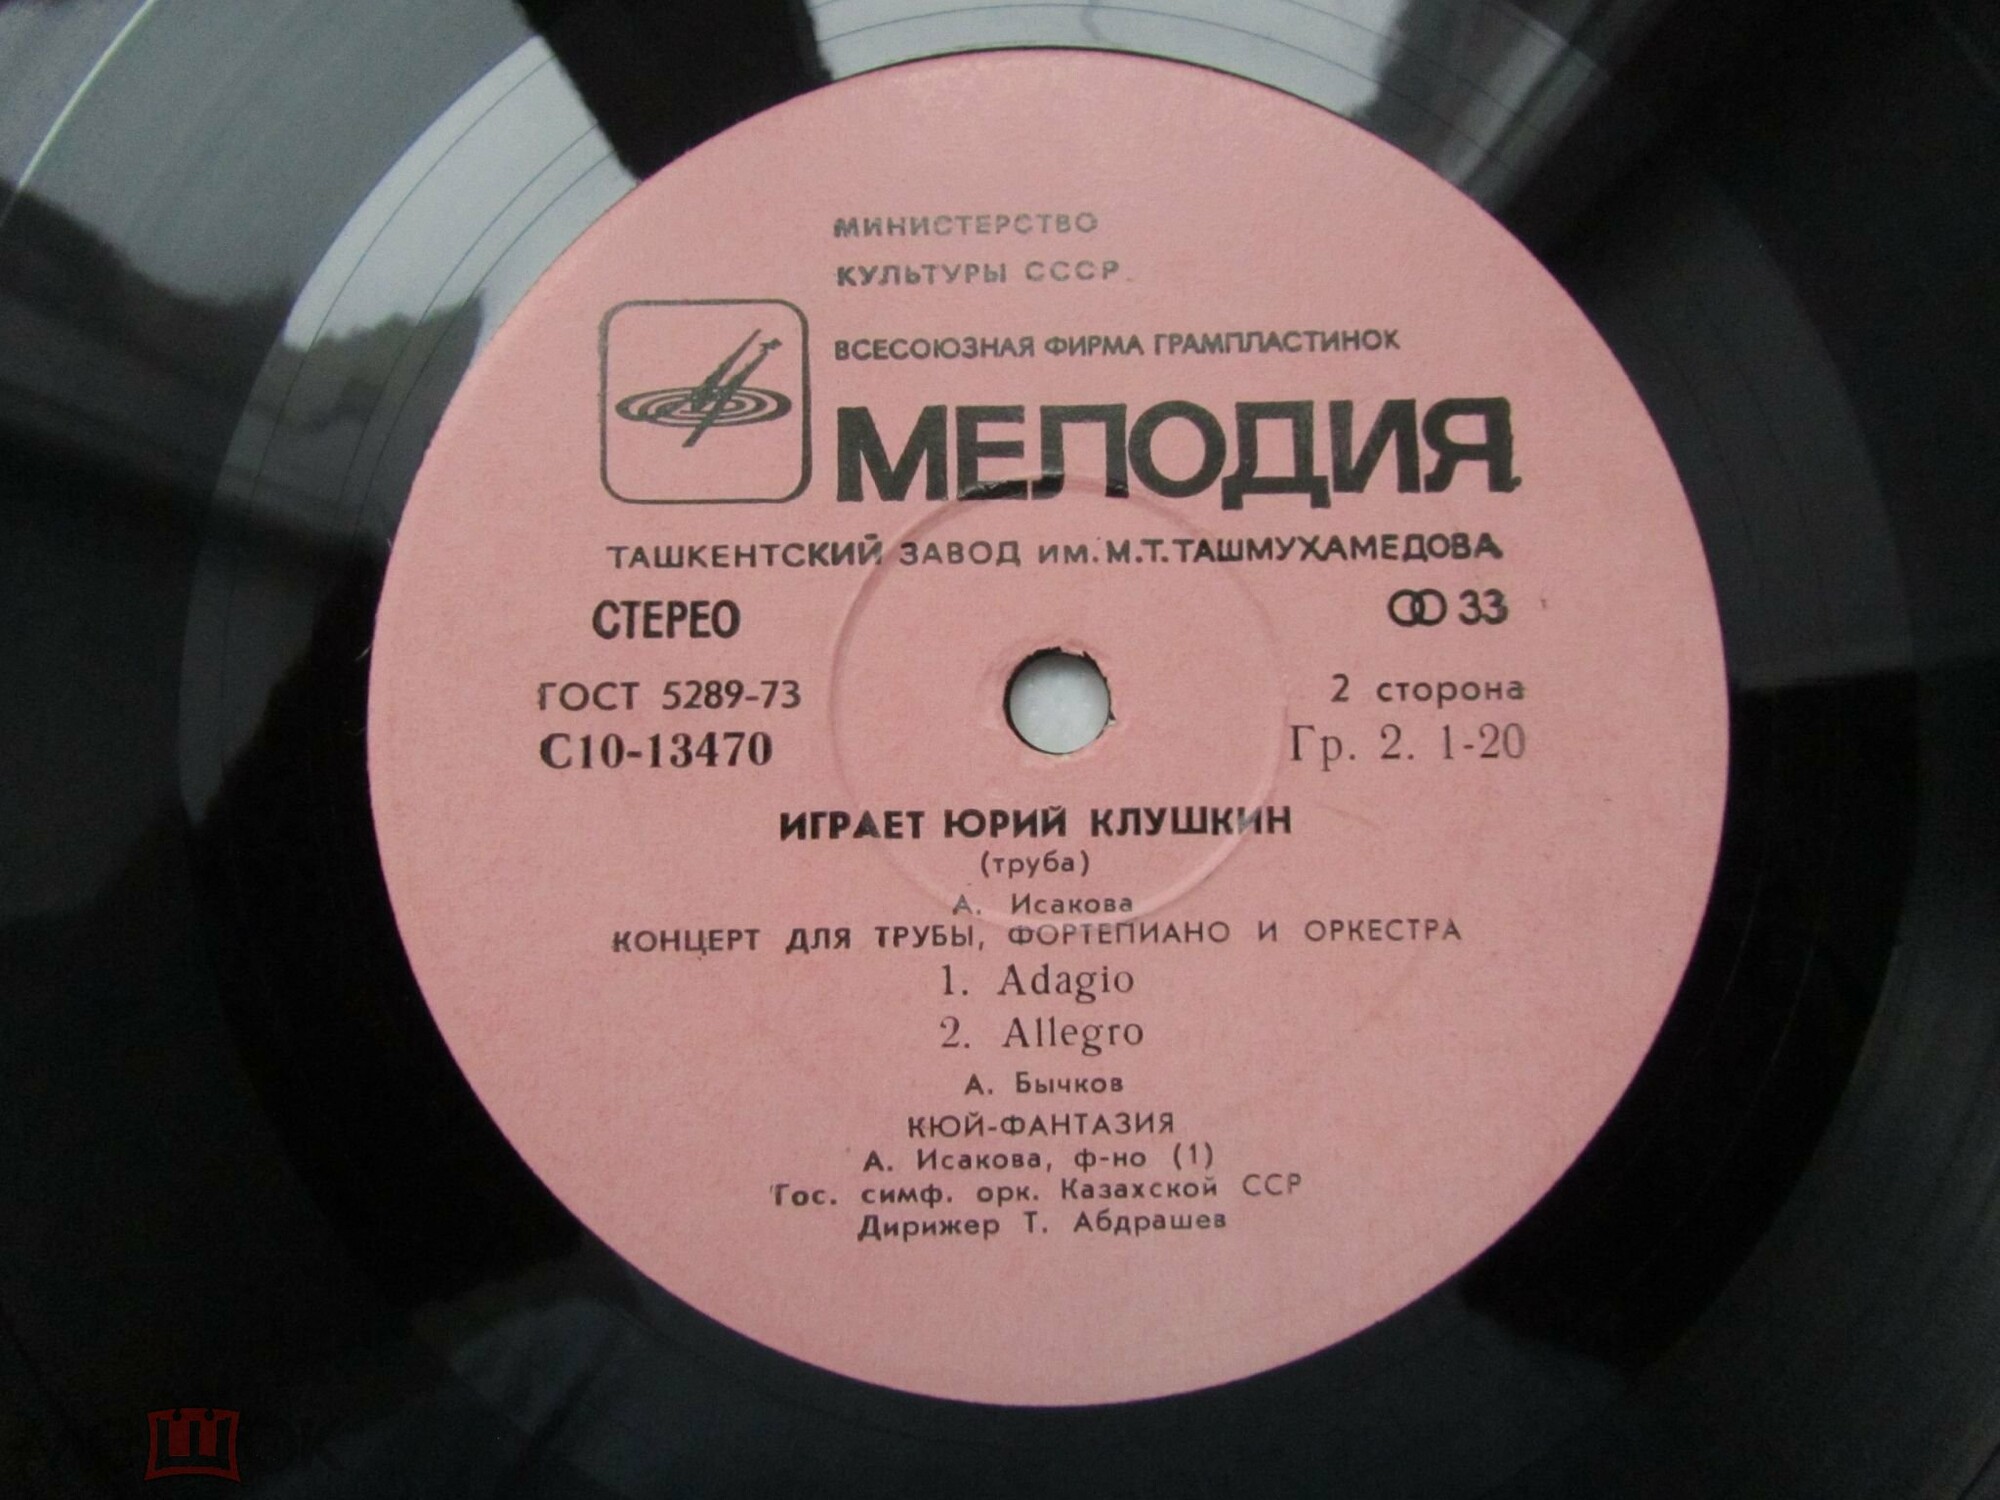 МИНИСТЕРСТВО
КУЛЬТУРЫ СССР
ВСЕСОЮЗНАЯ ФИРМА ГРАМПЛАСТИНОК
МЕЛОДИЯ
ТАШКЕНТСКИЙ ЗАВОД ИМ. М.Т. ТАШМУХАМЕДОВА
СТЕРЕО
33
ГОСТ 5289-73
2 сторона
С10-13470
Гр. 2. 1-20
ИГРАЕТ ЮРИЙ КЛУШКИН
(труба)
А. Исакова
КОНЦЕРТ ДЛЯ ТРУБЫ, ФОРТЕПИАНО И ОРКЕСТРА
1. Adagio
2. Allegro
А. Бычков
КЮЙ-ФАНТАЗИЯ
А. Исакова, ф-но (1)
Гос. симф. орк. Казахской ССР
Дирижер Т. Абдрашев